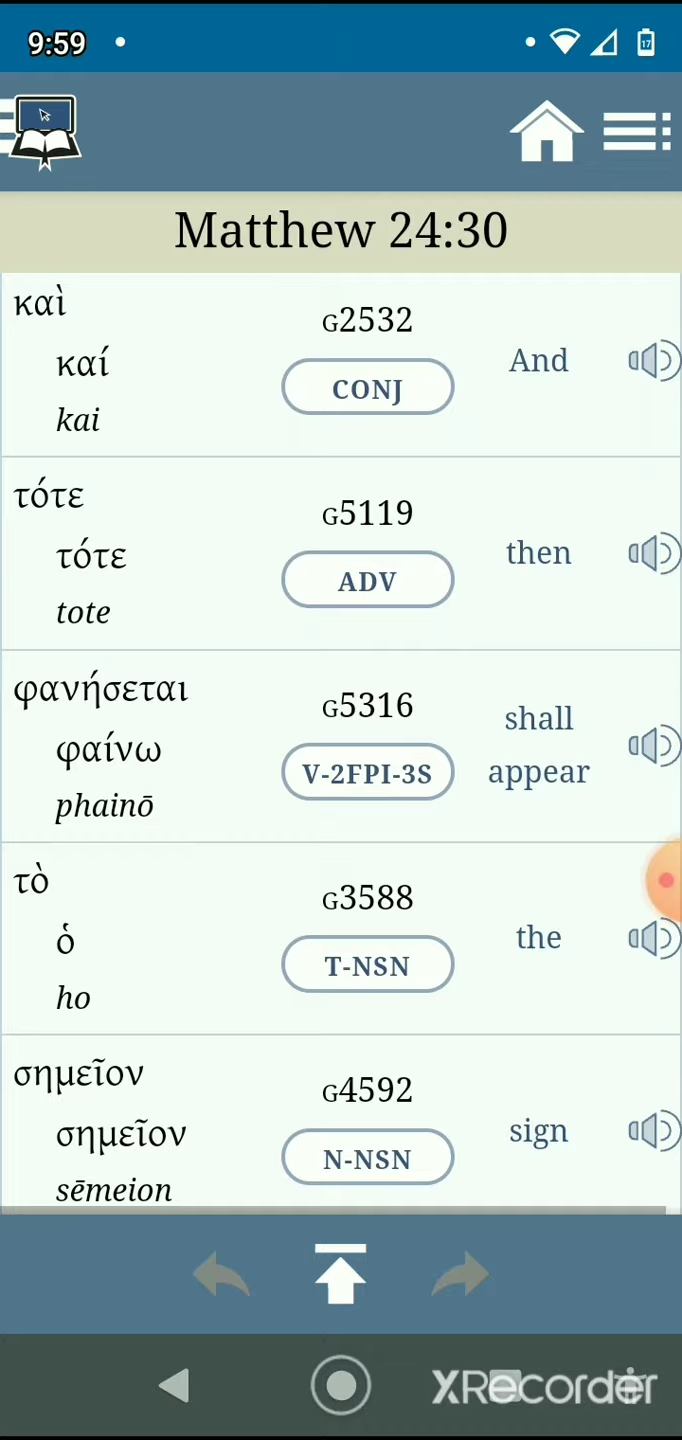 9:59
17
Matthew 24:30
καὶ
καί
kai
G2532
CONJ
And
τότε
τότε
tote
G5119
ADV
then
φανήσεται
φαίνω
phainō
G5316
V-2FPI-3S
shall
appear
τὸ
ὁ
ho
G3588
T-NSN
the
σημεῖον
σημεῖον
sēmeion
G4592
N-NSN
sign
XRecorder